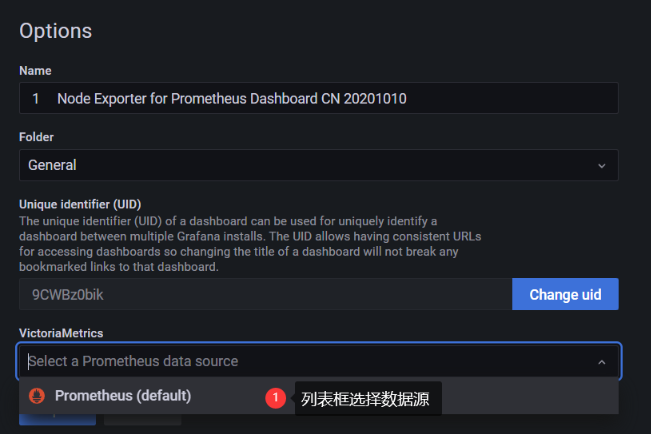 Options
Name
1 Node Exporter for Prometheus Dashboard CN 20201010
Folder
General
Unique identifier (UID)
The unique identifier (UID) of a dashboard can be used for uniquely identify a
dashboard between multiple Grafana installs. The UID allows having consistent URLs
for accessing dashboards so changing the title of a dashboard will not break any
bookmarked links to that dashboard.
9CWBz0bik
Change uid
VictoriaMetrics
Select a Prometheus data source
Prometheus (default)
1 列表框选择数据源